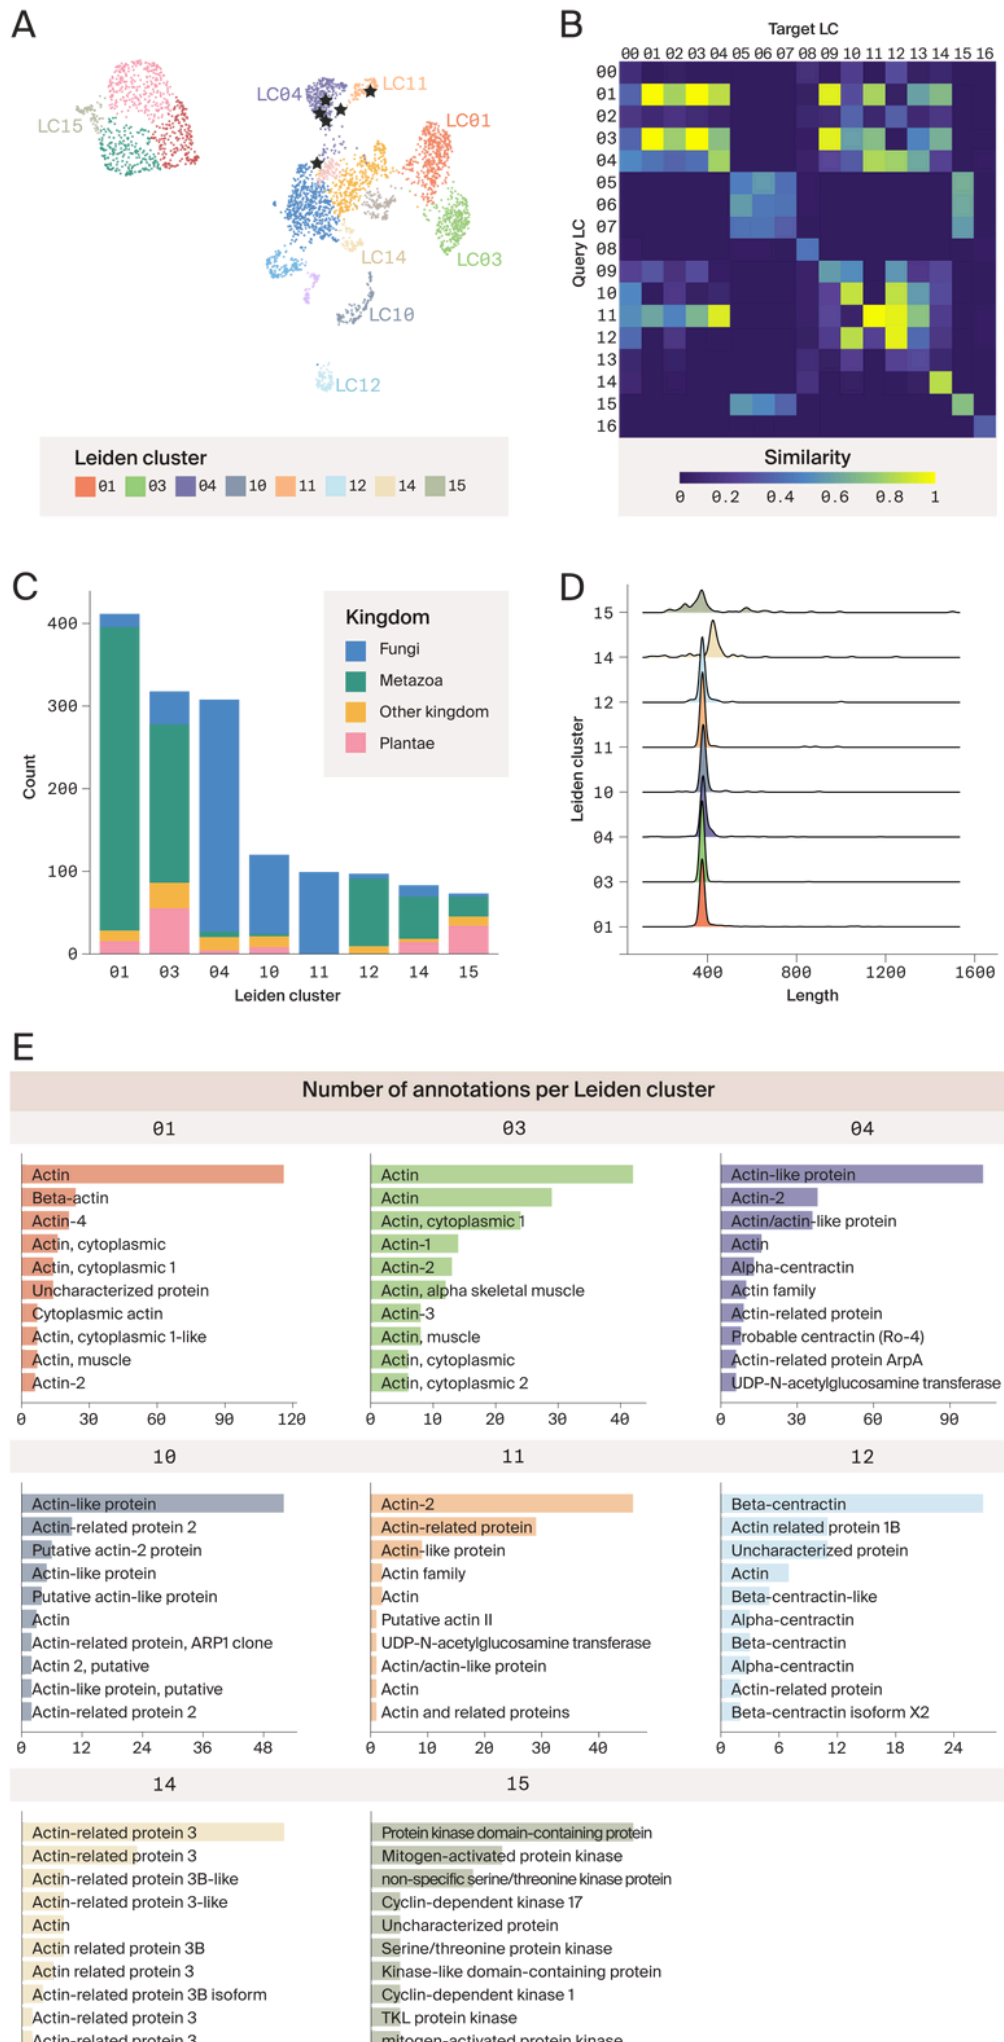 A
LC04
LC11
LC01
LC15
LC14
LC03
LC10
LC12
Leiden cluster
01 03 04 10 11 12 14 15
B
Target LC
00 01 02 03 04 05 06 07 08 09 10 11 12 13 14 15 16
Query LC
00
01
02
03
04
05
06
07
08
09
10
11
12
13
14
15
16
Similarity
0 0.2 0.4 0.6 0.8 1
C
Count
400
300
200
100
0
01 03 04 10 11 12 14 15
Leiden cluster
Kingdom
Fungi
Metazoa
Other kingdom
Plantae
D
Leiden cluster
15
14
12
11
10
04
03
01
400 800 1200 1600
Length
E
Number of annotations per Leiden cluster
01
Actin
Beta-actin
Actin-4
Actin, cytoplasmic
Actin, cytoplasmic 1
Uncharacterized protein
Cytoplasmic actin
Actin, cytoplasmic 1-like
Actin, muscle
Actin-2
0 30 60 90 120
03
Actin
Actin
Actin, cytoplasmic 1
Actin-1
Actin-2
Actin, alpha skeletal muscle
Actin-3
Actin, muscle
Actin, cytoplasmic
Actin, cytoplasmic 2
0 10 20 30 40
04
Actin-like protein
Actin-2
Actin/actin-like protein
Actin
Alpha-centractin
Actin family
Actin-related protein
Probable centractin (Ro-4)
Actin-related protein ArpA
UDP-N-acetylglucosamine transferase
0 30 60 90
10
Actin-like protein
Actin-related protein 2
Putative actin-2 protein
Actin-like protein
Putative actin-like protein
Actin
Actin-related protein, ARP1 clone
Actin 2, putative
Actin-like protein, putative
Actin-related protein 2
0 12 24 36 48
11
Actin-2
Actin-related protein
Actin-like protein
Actin family
Actin
Putative actin II
UDP-N-acetylglucosamine transferase
Actin/actin-like protein
Actin
Actin and related proteins
0 10 20 30 40
12
Beta-centractin
Actin related protein 1B
Uncharacterized protein
Actin
Beta-centractin-like
Alpha-centractin
Beta-centractin
Alpha-centractin
Actin-related protein
Beta-centractin isoform X2
0 6 12 18 24
14
Actin-related protein 3
Actin-related protein 3
Actin-related protein 3B-like
Actin-related protein 3-like
Actin
Actin related protein 3B
Actin related protein 3
Actin-related protein 3B isoform
Actin-related protein 3
Actin-related protein 3
15
Protein kinase domain-containing protein
Mitogen-activated protein kinase
non-specific serine/threonine kinase protein
Cyclin-dependent kinase 17
Uncharacterized protein
Serine/threonine protein kinase
Kinase-like domain-containing protein
Cyclin-dependent kinase 1
TKL protein kinase
mitogen-activated protein kinase